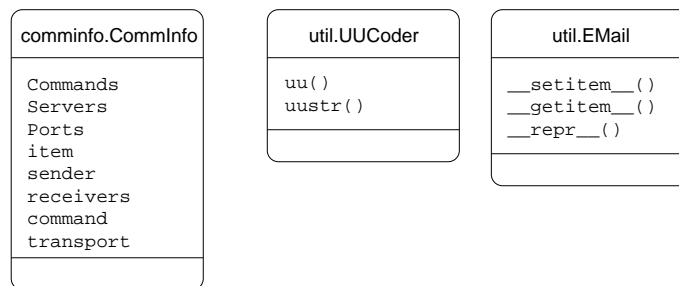 comminfo.CommInfo
Commands
Servers
Ports
item
sender
receivers
command
transport
util.UUCoder
uu()
uustr()
util.EMail
__setitem__()
__getitem__()
__repr__()